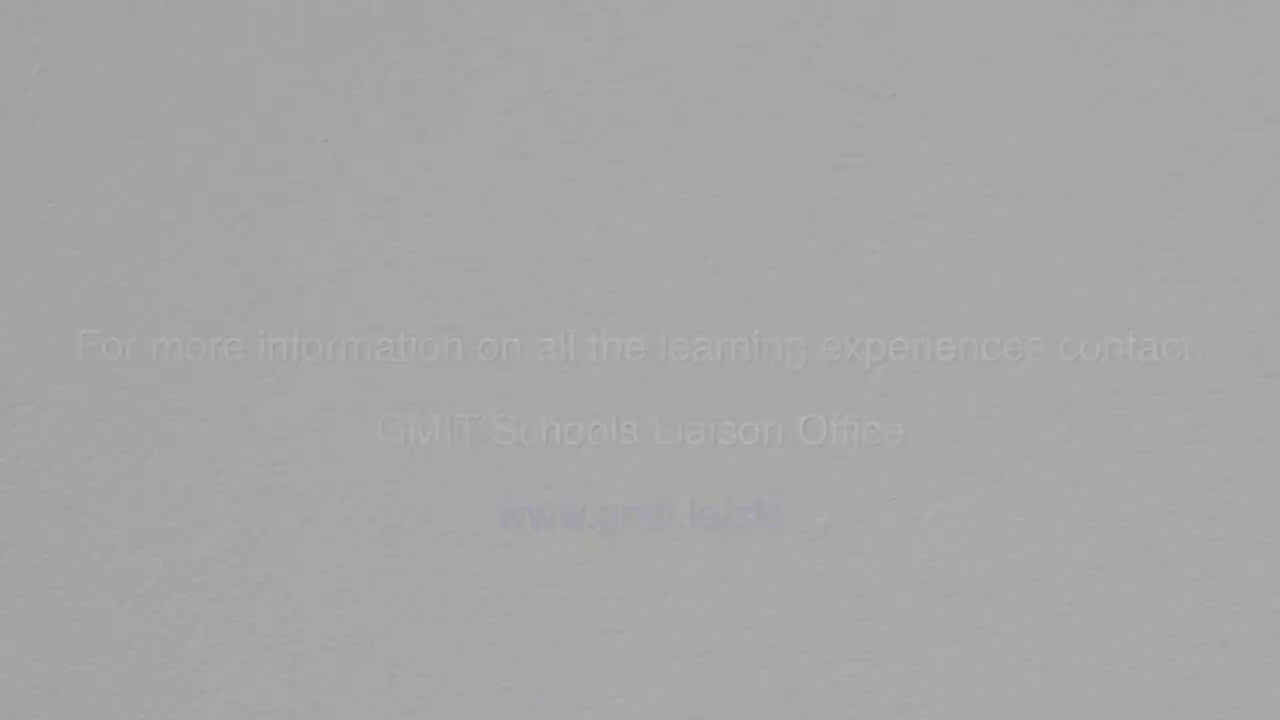 For more information on all the learning experiences contact:
GMIT Schools Liaison Office
www.gmit.ie/slo